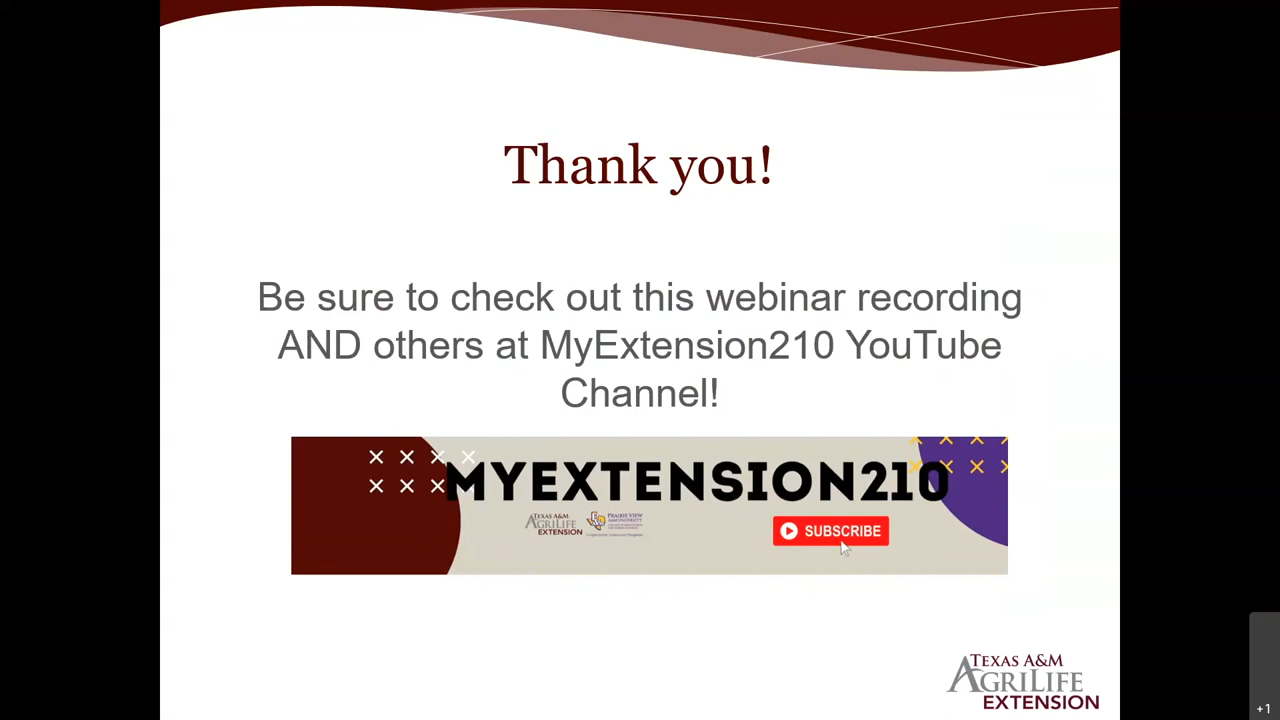 Thank you!
Be sure to check out this webinar recording
AND others at MyExtension210 YouTube
Channel!
MYEXTENSION210
TEXAS A&M
AGRILIFE
EXTENSION
PRAIRIE VIEW
A&M UNIVERSITY
Cooperative Extension Program
SUBSCRIBE
TEXAS A&M
AGRILIFE
EXTENSION
+1